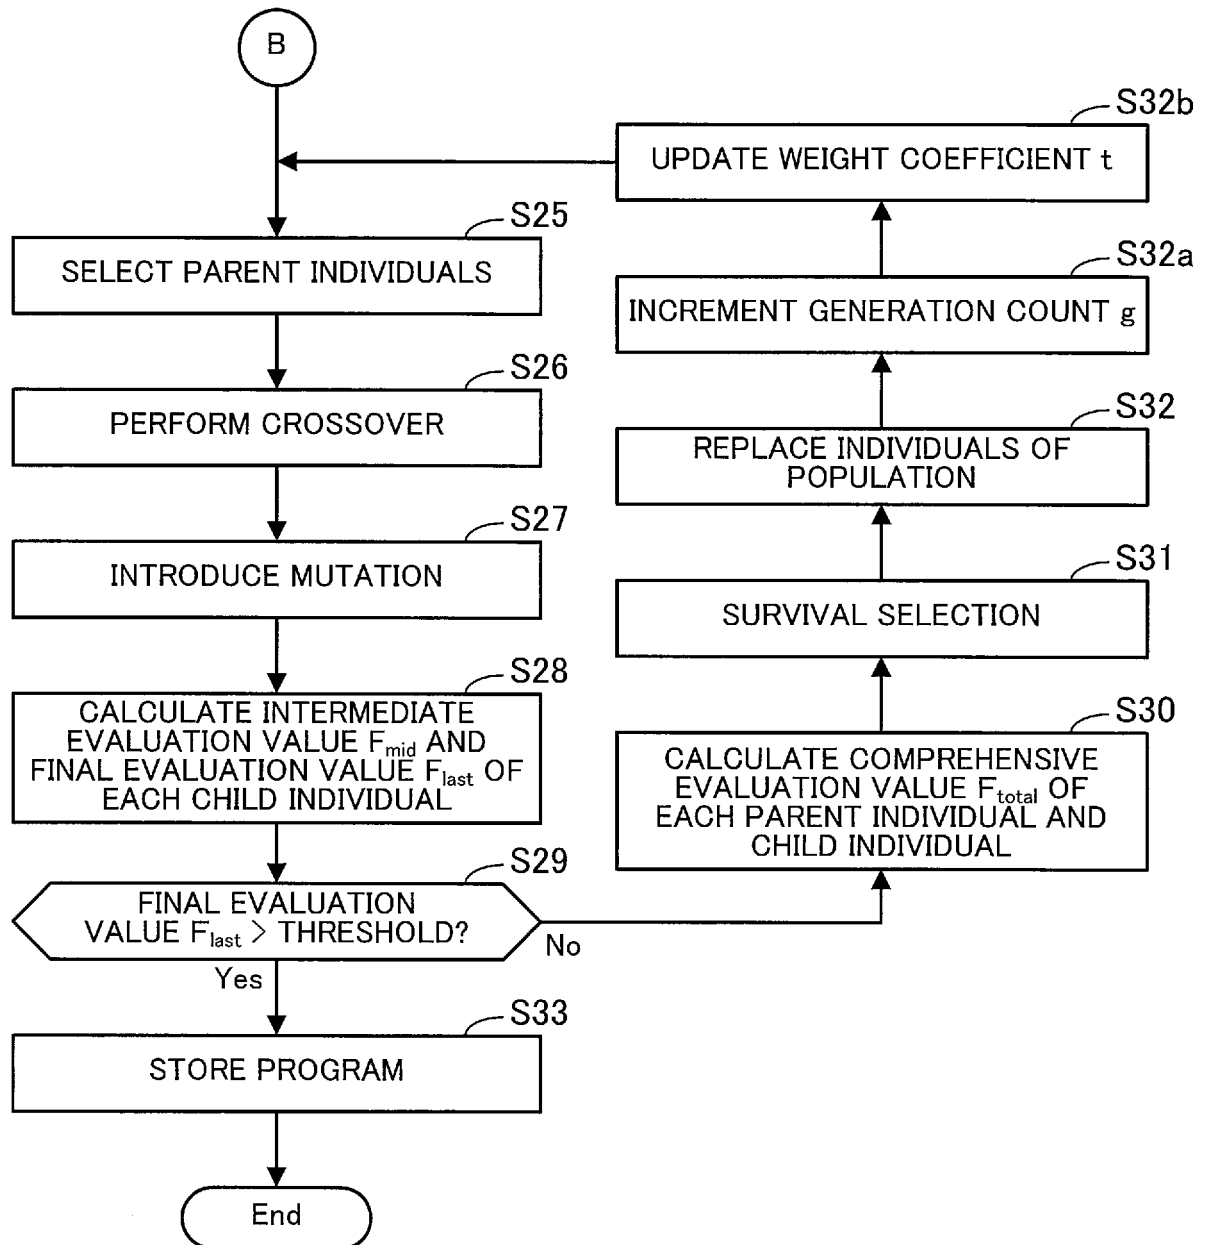 B
S25
SELECT PARENT INDIVIDUALS
S26
PERFORM CROSSOVER
S27
INTRODUCE MUTATION
S28
CALCULATE INTERMEDIATE
EVALUATION VALUE Fmid AND
FINAL EVALUATION VALUE Flast OF
EACH CHILD INDIVIDUAL
S29
FINAL EVALUATION
VALUE Flast > THRESHOLD?
No
Yes
S33
STORE PROGRAM
End
S32b
UPDATE WEIGHT COEFFICIENT t
S32a
INCREMENT GENERATION COUNT g
S32
REPLACE INDIVIDUALS OF
POPULATION
S31
SURVIVAL SELECTION
S30
CALCULATE COMPREHENSIVE
EVALUATION VALUE Ftotal OF
EACH PARENT INDIVIDUAL AND
CHILD INDIVIDUAL